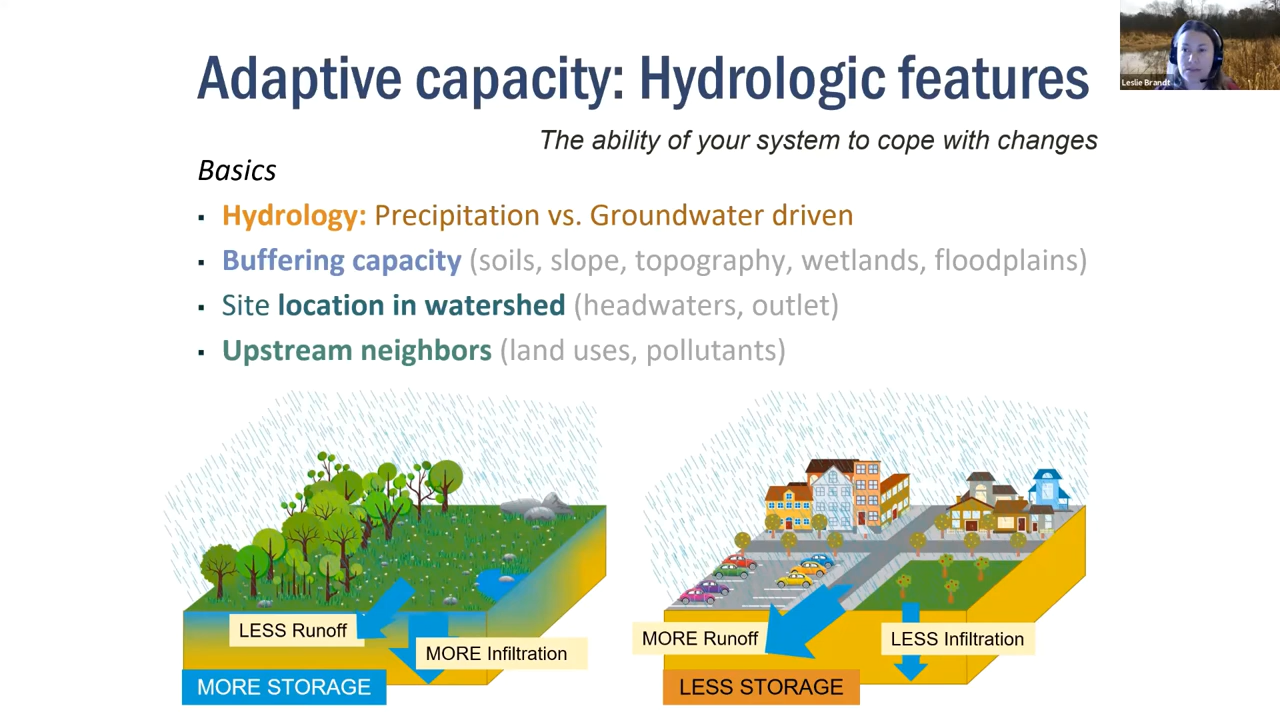 Adaptive capacity: Hydrologic features
Leslie Brandt
The ability of your system to cope with changes
Basics
▪ Hydrology: Precipitation vs. Groundwater driven
▪ Buffering capacity (soils, slope, topography, wetlands, floodplains)
▪ Site location in watershed (headwaters, outlet)
▪ Upstream neighbors (land uses, pollutants)
LESS Runoff
MORE Infiltration
MORE STORAGE
MORE Runoff
LESS Infiltration
LESS STORAGE